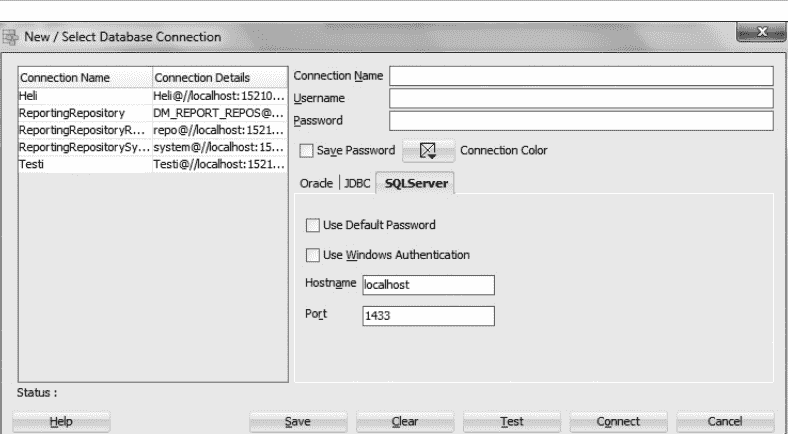 New / Select Database Connection
Connection Name Connection Details
Heli Heli@//localhost:15210...
ReportingRepository DM_REPORT_REPOS@...
ReportingRepositoryR... repo@//localhost:1521...
ReportingRepositorySy... system@//localhost:15...
Testi Testi@//localhost:1521...
Connection Name
Username
Password
Save Password Connection Color
Oracle JDBC SQLServer
Use Default Password
Use Windows Authentication
Hostname localhost
Port 1433
Status :
Help Save Clear Test Connect Cancel